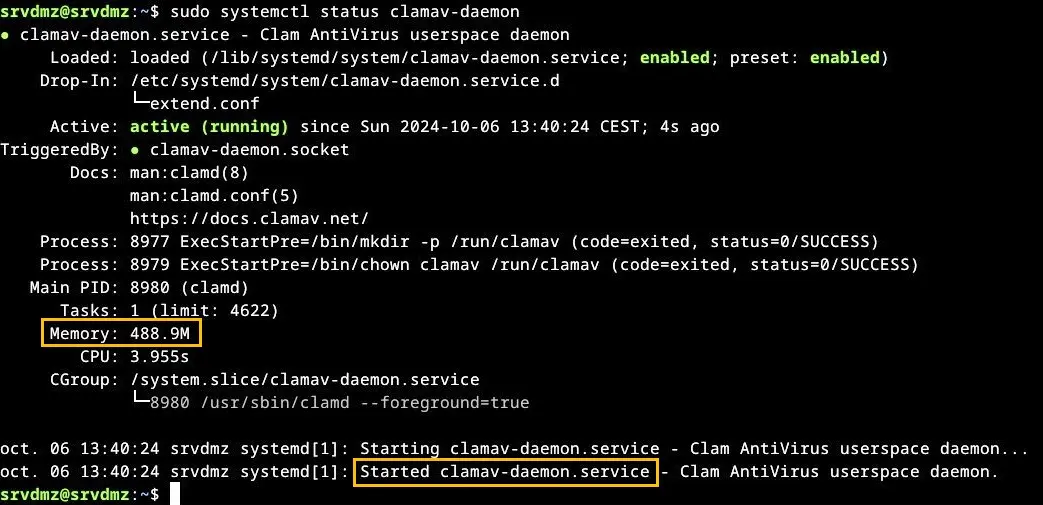 srvdmz@srvdmz:~$ sudo systemctl status clamav-daemon
● clamav-daemon.service - Clam AntiVirus userspace daemon
Loaded: loaded (/lib/systemd/system/clamav-daemon.service; enabled; preset: enabled)
Drop-In: /etc/systemd/system/clamav-daemon.service.d
└─extend.conf
Active: active (running) since Sun 2024-10-06 13:40:24 CEST; 4s ago
TriggeredBy: ● clamav-daemon.socket
Docs: man:clamd(8)
man:clamd.conf(5)
https://docs.clamav.net/
Process: 8977 ExecStartPre=/bin/mkdir -p /run/clamav (code=exited, status=0/SUCCESS)
Process: 8979 ExecStartPre=/bin/chown clamav /run/clamav (code=exited, status=0/SUCCESS)
Main PID: 8980 (clamd)
Tasks: 1 (limit: 4622)
Memory: 488.9M
CPU: 3.955s
CGroup: /system.slice/clamav-daemon.service
└─8980 /usr/sbin/clamd --foreground=true
oct. 06 13:40:24 srvdmz systemd[1]: Starting clamav-daemon.service - Clam AntiVirus userspace daemon...
oct. 06 13:40:24 srvdmz systemd[1]: Started clamav-daemon.service - Clam AntiVirus userspace daemon.
srvdmz@srvdmz:~$